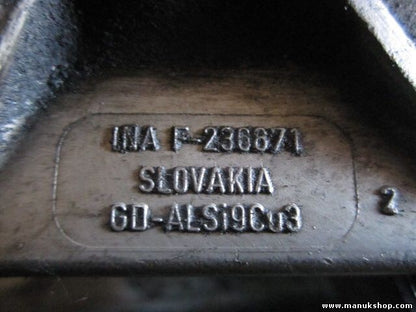 INA F-236871
SLOVAKIA
GD-ALSi9Cu3
2
www.manukshop.com